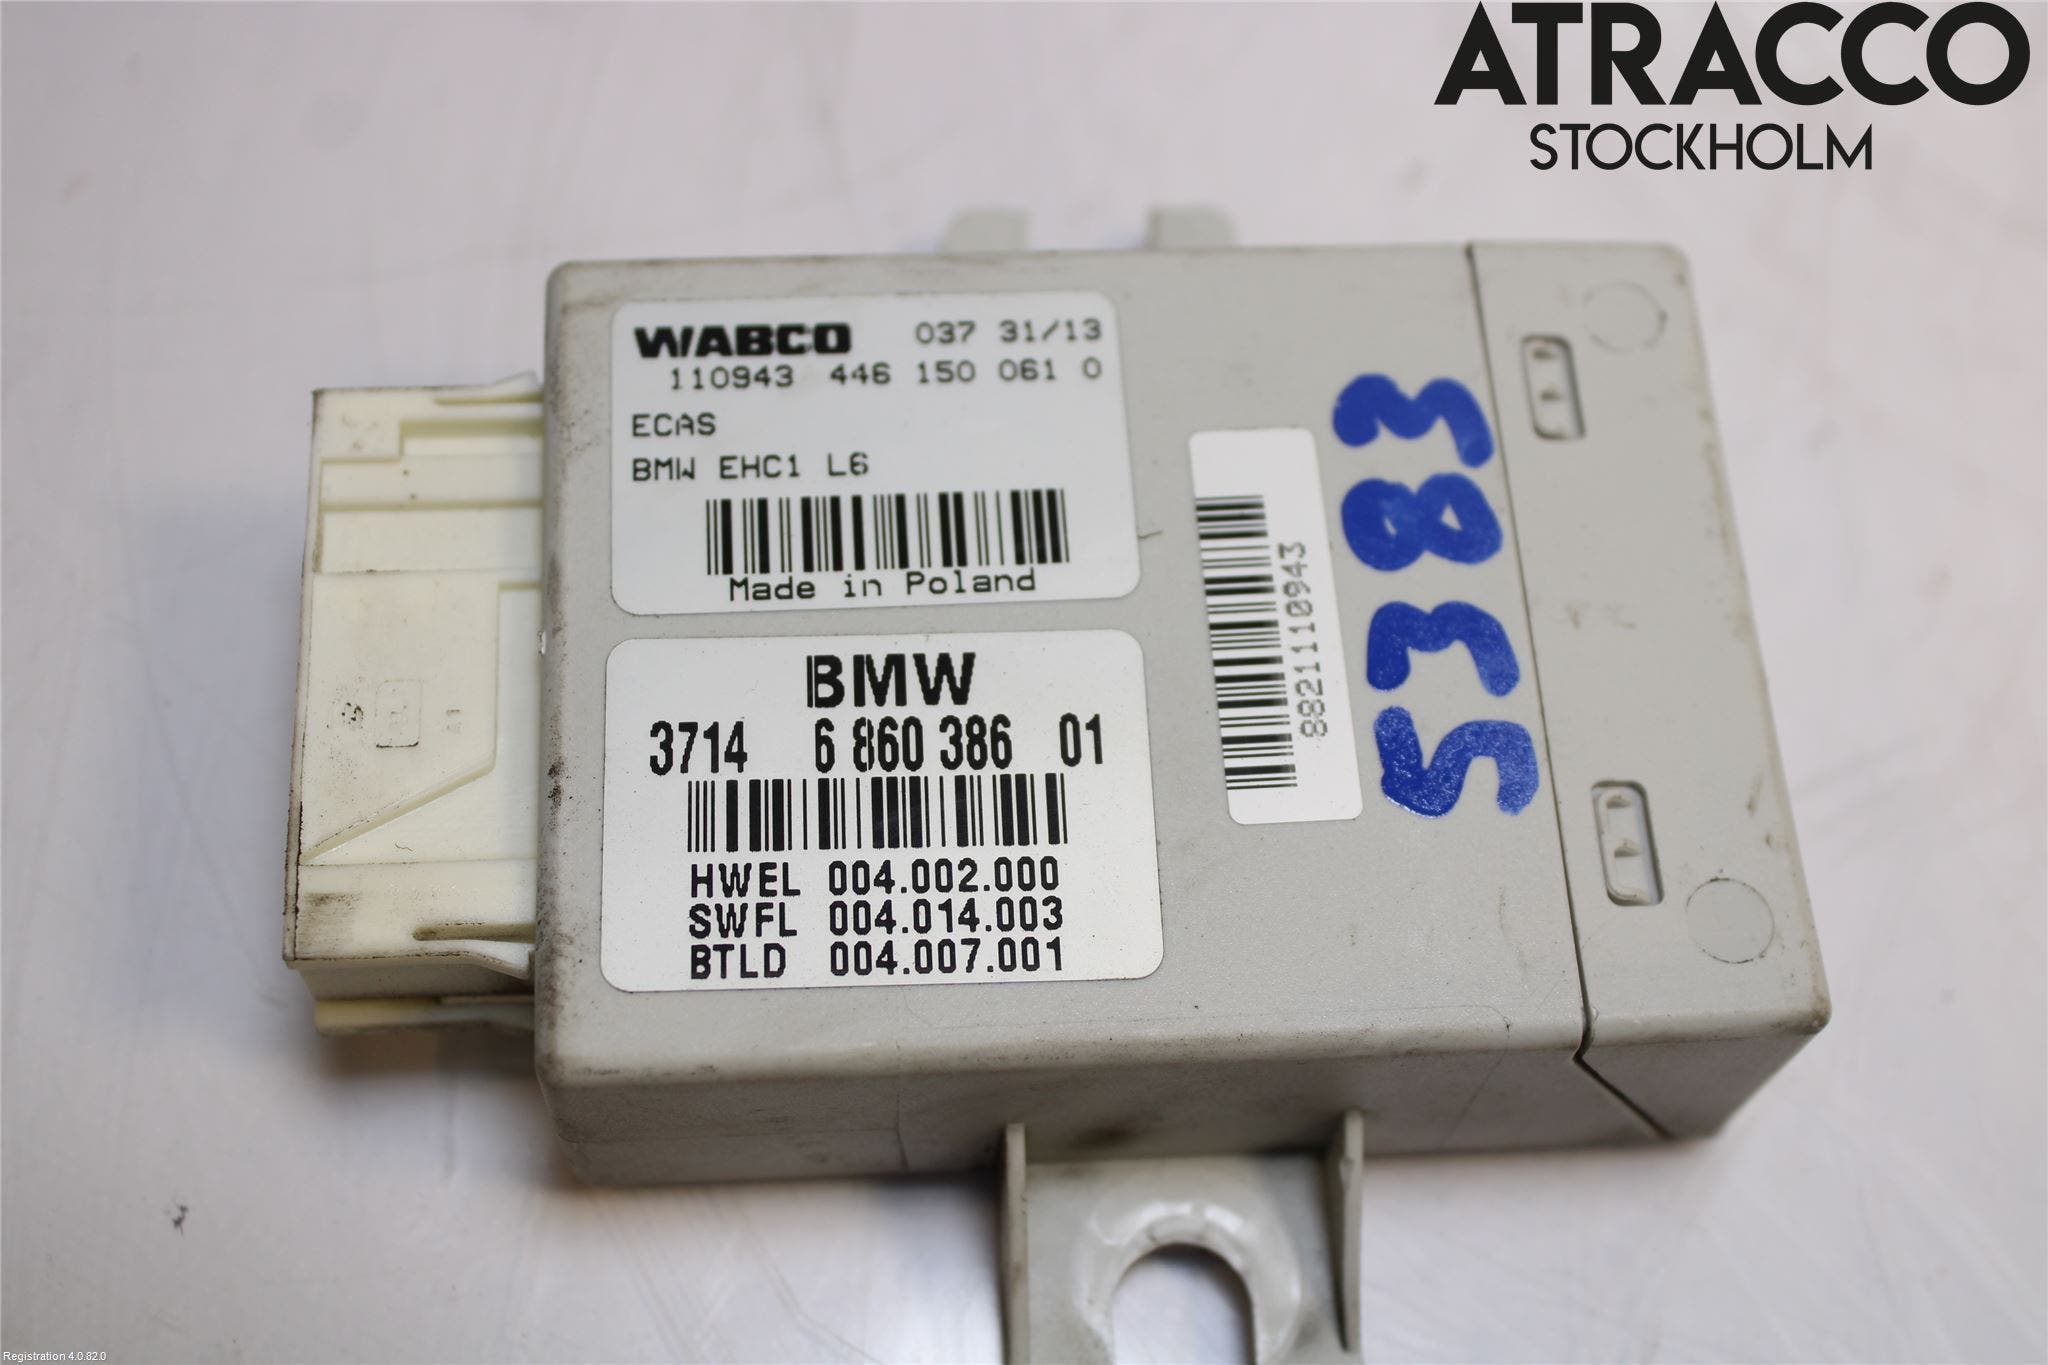 ATRACCO
STOCKHOLM
WABCO 037 31/13
110943 446 150 061 0
ECAS
BMW EHC1 L6
Made in Poland
BMW
3714 6 860 386 01
HWEL 004.002.000
SWFL 004.014.003
BTLD 004.007.001
88211110943
E8E5
Registration 4.0.82.0